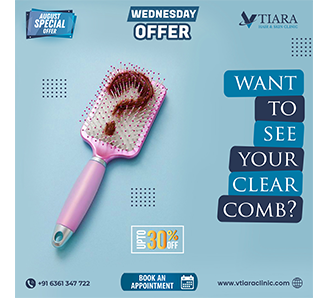 AUGUST
SPECIAL
OFFER
WEDNESDAY
OFFER
VTIARA
HAIR & SKIN CLINIC
WANT
TO
SEE
YOUR
CLEAR
COMB?
UPTO
30%
OFF
+91 6361 347 722
BOOK AN
APPOINTMENT
www.vtiaraclinic.com